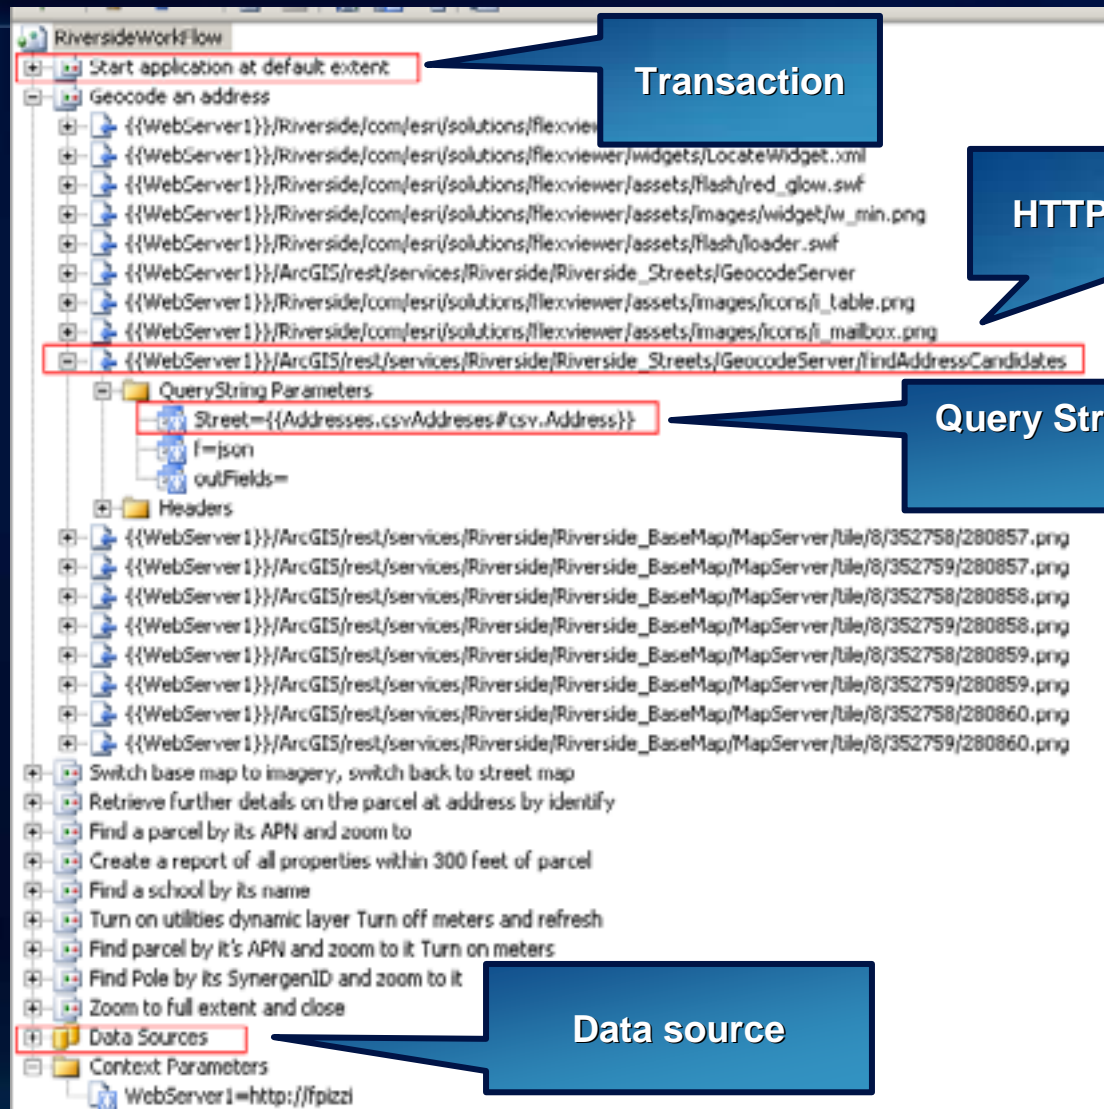 RiversideWorkFlow
Start application at default extent
Transaction
Geocode an address
{{WebServer1}}/Riverside/com/esri/solutions/flexview
{{WebServer1}}/Riverside/com/esri/solutions/flexviewer/widgets/LocateWidget.xml
{{WebServer1}}/Riverside/com/esri/solutions/flexviewer/assets/flash/red_glow.swf
{{WebServer1}}/Riverside/com/esri/solutions/flexviewer/assets/images/widget/w_min.png
HTTP
{{WebServer1}}/Riverside/com/esri/solutions/flexviewer/assets/flash/loader.swf
{{WebServer1}}/ArcGIS/rest/services/Riverside/Riverside_Streets/GeocodeServer
{{WebServer1}}/Riverside/com/esri/solutions/flexviewer/assets/images/icons/i_table.png
{{WebServer1}}/Riverside/com/esri/solutions/flexviewer/assets/images/icons/i_mailbox.png
{{WebServer1}}/ArcGIS/rest/services/Riverside/Riverside_Streets/GeocodeServer/findAddressCandidates
QueryString Parameters
Street={{Addresses.csvAddreses#csv.Address}}
Query Str
f=json
outFields=
Headers
{{WebServer1}}/ArcGIS/rest/services/Riverside/Riverside_BaseMap/MapServer/tile/8/352758/280857.png
{{WebServer1}}/ArcGIS/rest/services/Riverside/Riverside_BaseMap/MapServer/tile/8/352759/280857.png
{{WebServer1}}/ArcGIS/rest/services/Riverside/Riverside_BaseMap/MapServer/tile/8/352758/280858.png
{{WebServer1}}/ArcGIS/rest/services/Riverside/Riverside_BaseMap/MapServer/tile/8/352759/280858.png
{{WebServer1}}/ArcGIS/rest/services/Riverside/Riverside_BaseMap/MapServer/tile/8/352758/280859.png
{{WebServer1}}/ArcGIS/rest/services/Riverside/Riverside_BaseMap/MapServer/tile/8/352759/280859.png
{{WebServer1}}/ArcGIS/rest/services/Riverside/Riverside_BaseMap/MapServer/tile/8/352758/280860.png
{{WebServer1}}/ArcGIS/rest/services/Riverside/Riverside_BaseMap/MapServer/tile/8/352759/280860.png
Switch base map to imagery, switch back to street map
Retrieve further details on the parcel at address by identify
Find a parcel by its APN and zoom to
Create a report of all properties within 300 feet of parcel
Find a school by its name
Turn on utilities dynamic layer Turn off meters and refresh
Find parcel by it's APN and zoom to it Turn on meters
Find Pole by its SynergenID and zoom to it
Zoom to full extent and close
Data source
Data Sources
Context Parameters
WebServer1=http://fpizzi